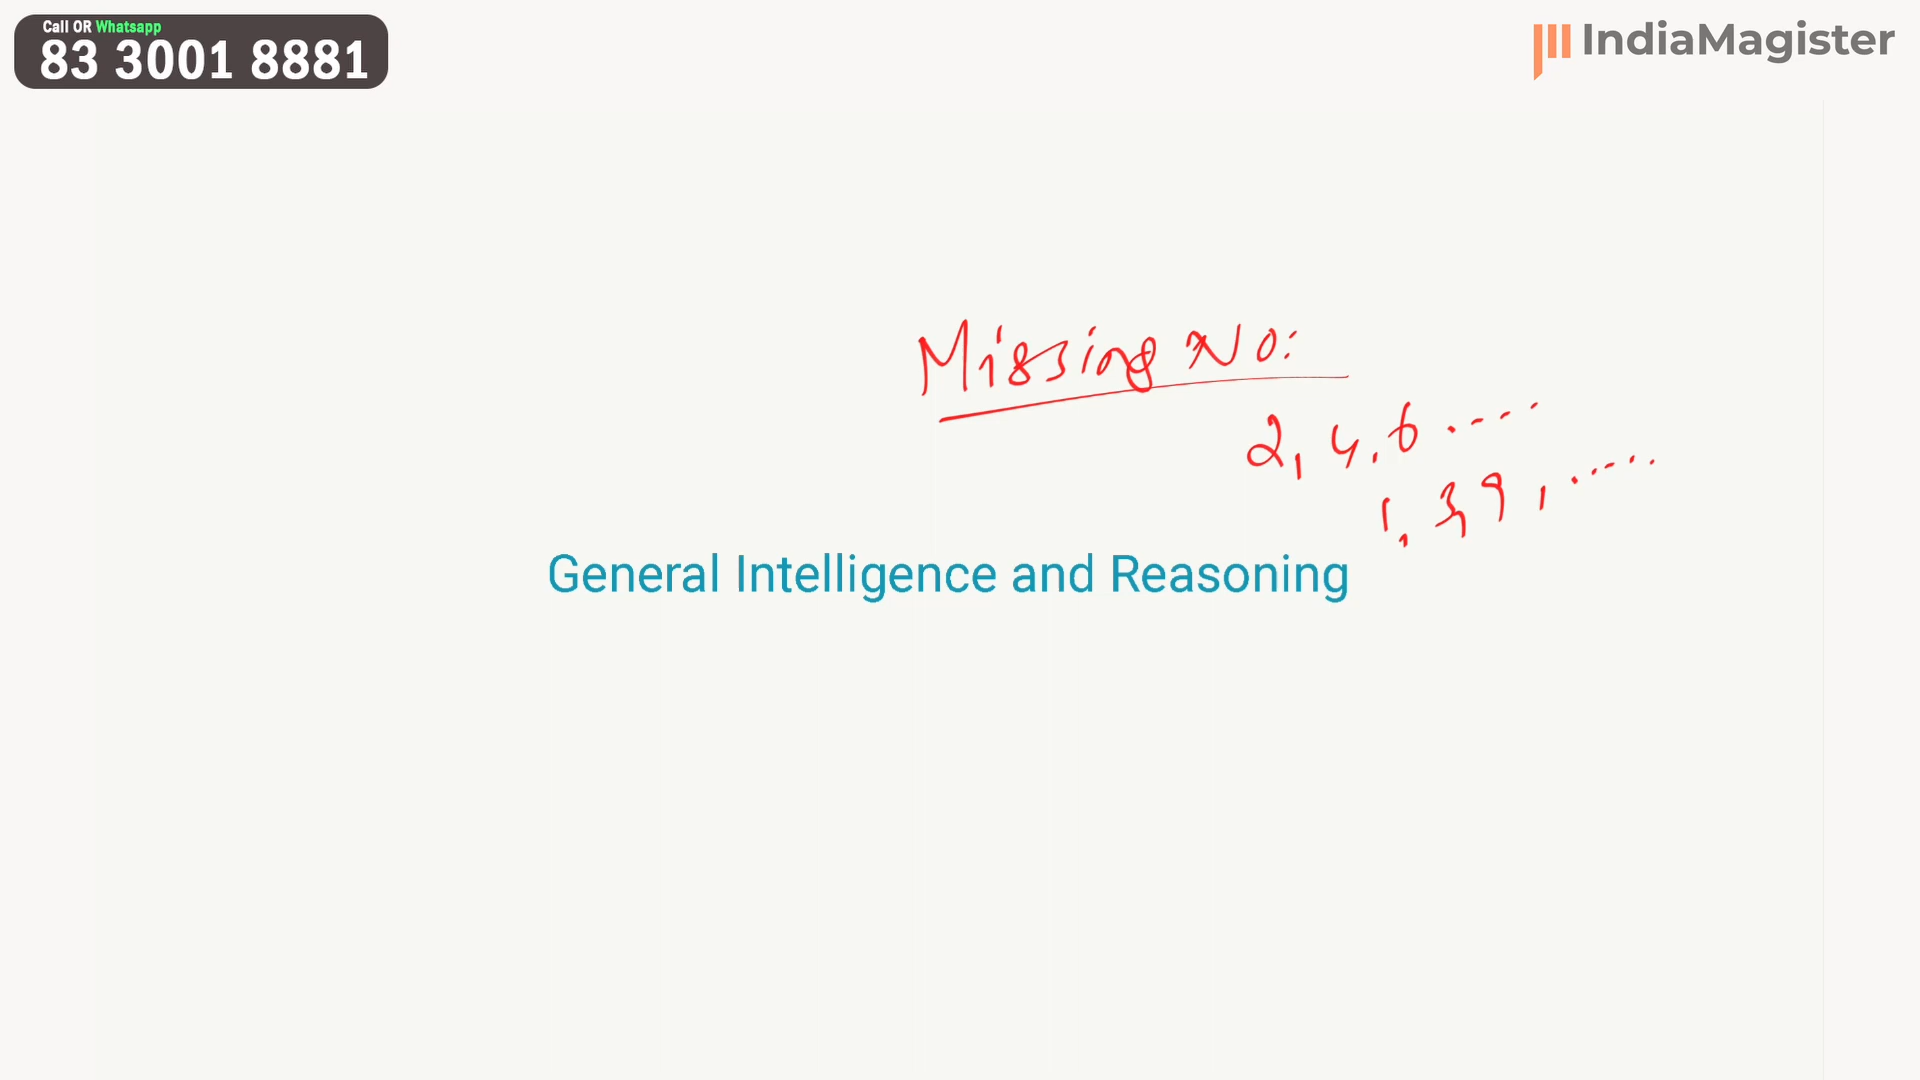 Call OR Whatsapp
83 3001 8881
IndiaMagister
Missing No:
2, 4, 6 ....
1, 3, 9, .....
General Intelligence and Reasoning